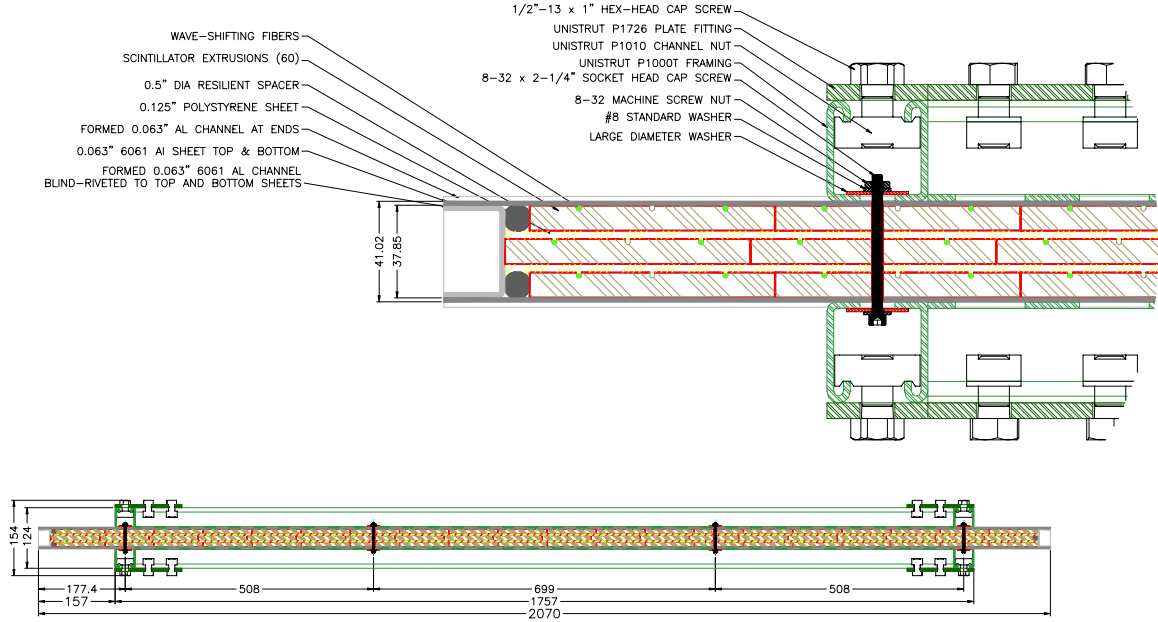 1/2"-13 x 1" HEX-HEAD CAP SCREW
UNISTRUT P1726 PLATE FITTING
UNISTRUT P1010 CHANNEL NUT
UNISTRUT P1000T FRAMING
8-32 x 2-1/4" SOCKET HEAD CAP SCREW
8-32 MACHINE SCREW NUT
#8 STANDARD WASHER
LARGE DIAMETER WASHER
WAVE-SHIFTING FIBERS
SCINTILLATOR EXTRUSIONS (60)
0.5" DIA RESILIENT SPACER
0.125" POLYSTYRENE SHEET
FORMED 0.063" AL CHANNEL AT ENDS
0.063" 6061 Al SHEET TOP & BOTTOM
FORMED 0.063" 6061 AL CHANNEL
BLIND-RIVETED TO TOP AND BOTTOM SHEETS
41.02
37.85
154
124
177.4
508
699
508
157
1757
2070